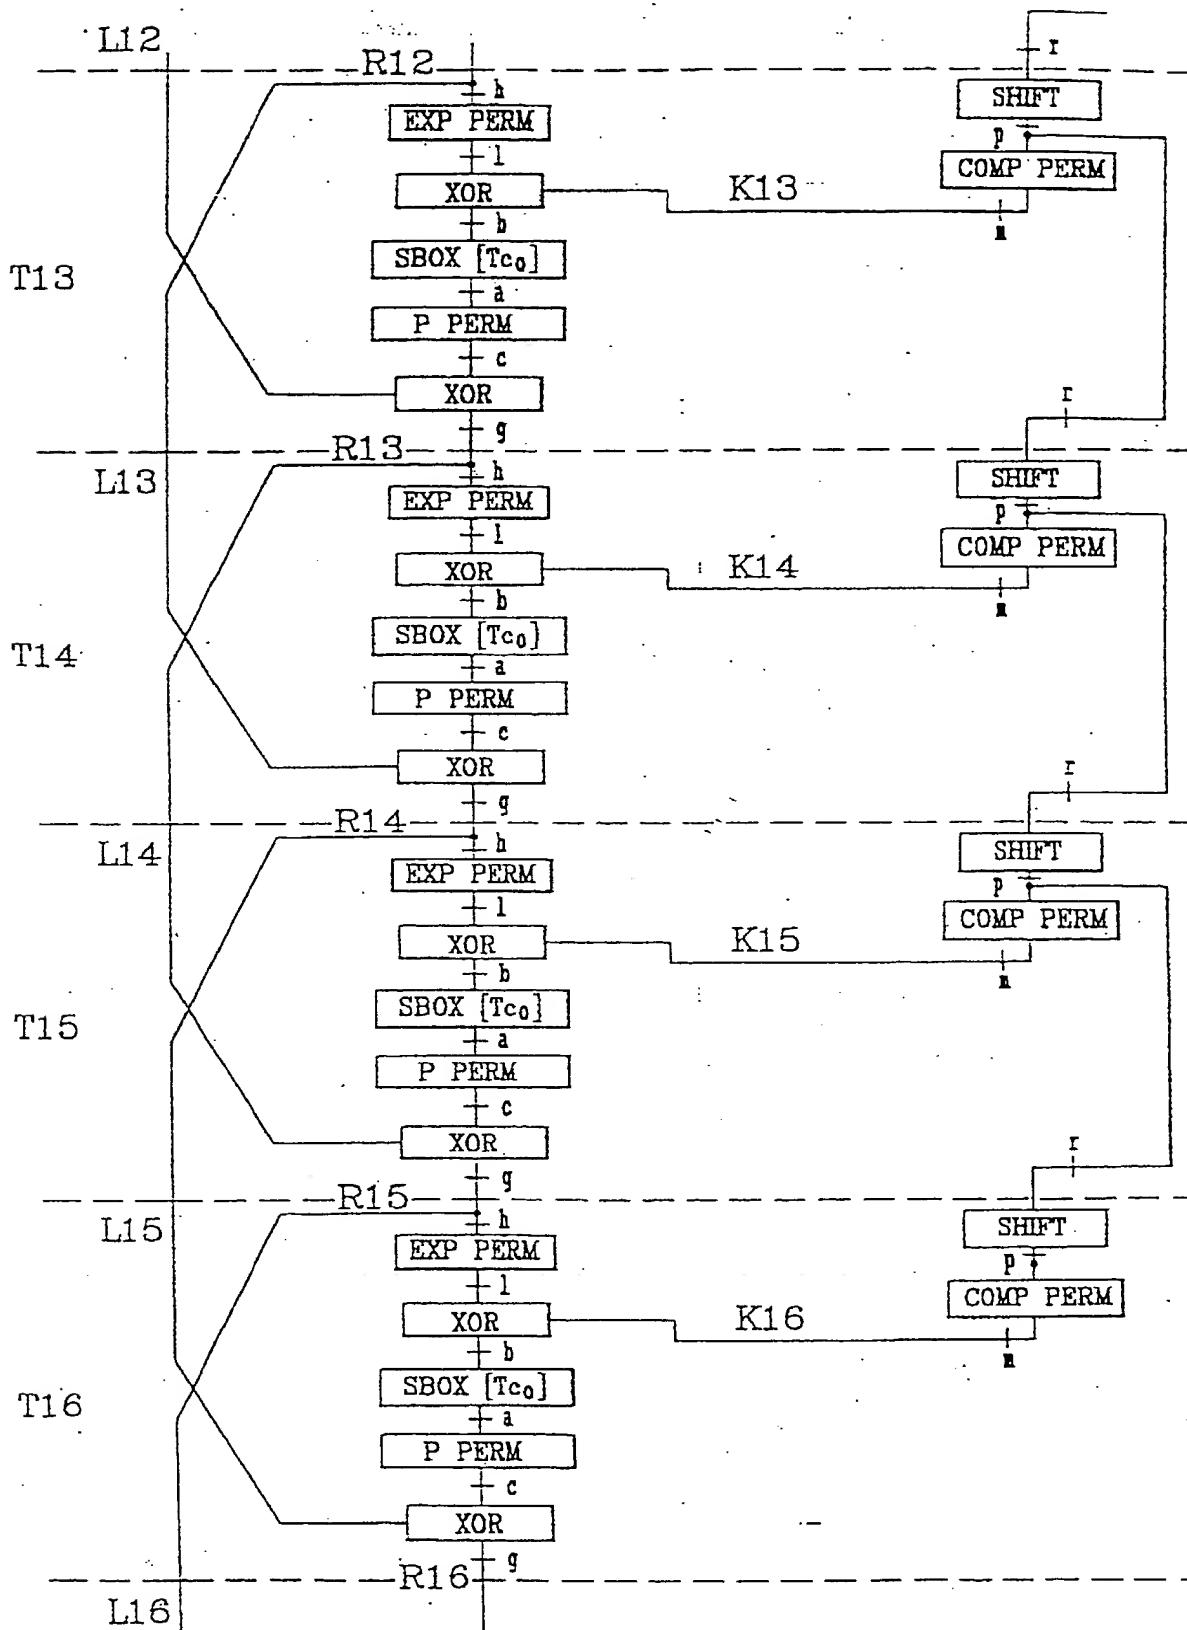 L12
r
R12
h
SHIFT
EXP PERM
p
l
COMP PERM
XOR
K13
m
b
SBOX [Tc0]
T13
a
P PERM
c
XOR
r
g
R13
L13
h
SHIFT
EXP PERM
p
l
COMP PERM
XOR
K14
m
b
SBOX [Tc0]
T14
a
P PERM
c
XOR
r
g
R14
L14
h
SHIFT
EXP PERM
p
l
COMP PERM
XOR
K15
m
b
SBOX [Tc0]
T15
a
P PERM
c
XOR
r
g
R15
L15
h
SHIFT
EXP PERM
p
l
COMP PERM
XOR
K16
m
b
SBOX [Tc0]
T16
a
P PERM
c
XOR
g
R16
L16